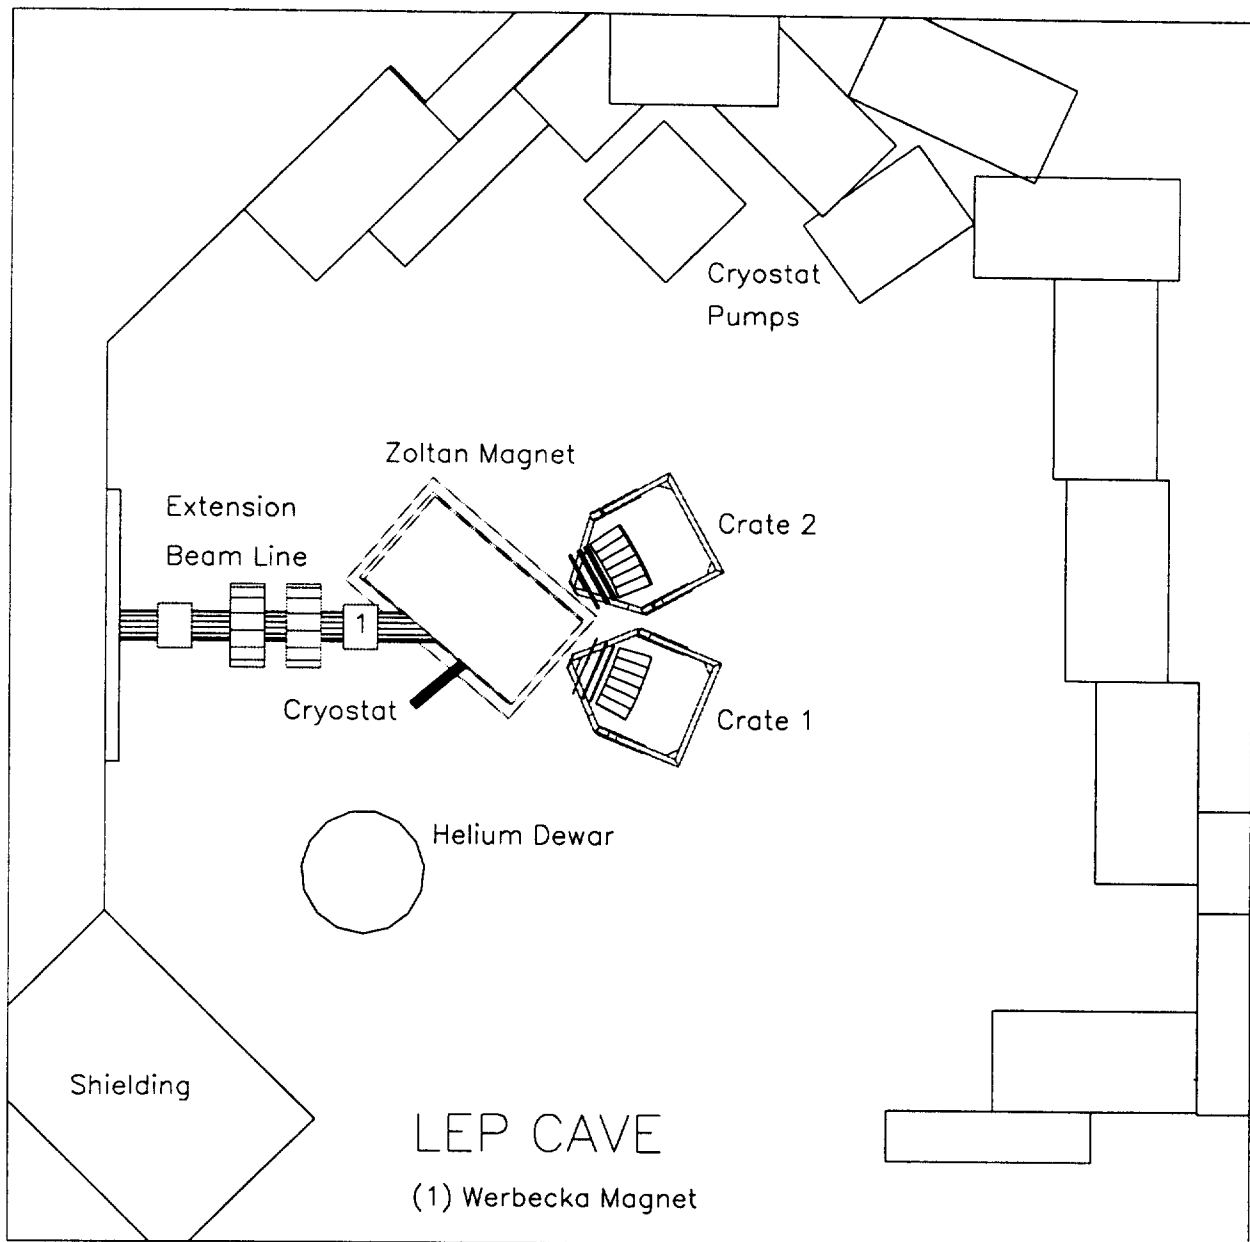 Cryostat
Pumps
Zoltan Magnet
Extension
Beam Line
Crate 2
1
Cryostat
Crate 1
Helium Dewar
Shielding
LEP CAVE
(1) Werbecka Magnet